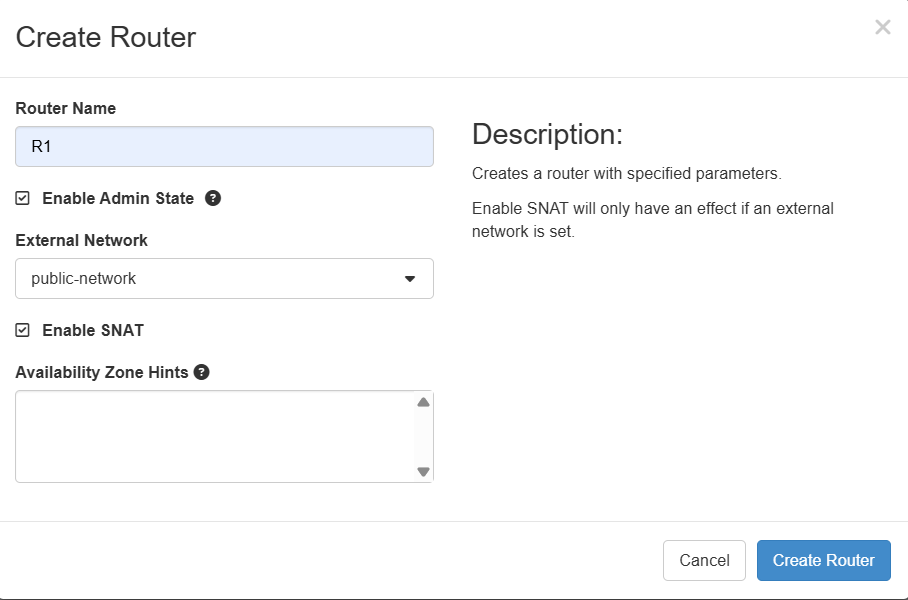 Create Router
Router Name
R1
Enable Admin State
External Network
public-network
Enable SNAT
Availability Zone Hints
Description:
Creates a router with specified parameters.
Enable SNAT will only have an effect if an external
network is set.
Cancel
Create Router